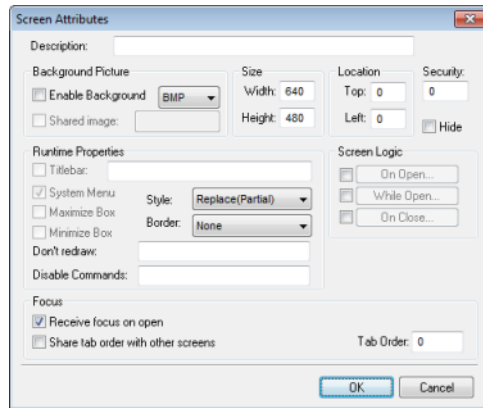 Screen Attributes
Description:
Background Picture
Enable Background BMP
Shared image:
Size
Width: 640
Height: 480
Location
Top: 0
Left: 0
Security:
0
Hide
Runtime Properties
Titlebar:
System Menu
Maximize Box
Minimize Box
Style: Replace(Partial)
Border: None
Don't redraw:
Disable Commands:
Screen Logic
On Open...
While Open...
On Close...
Focus
Receive focus on open
Share tab order with other screens
Tab Order: 0
OK Cancel